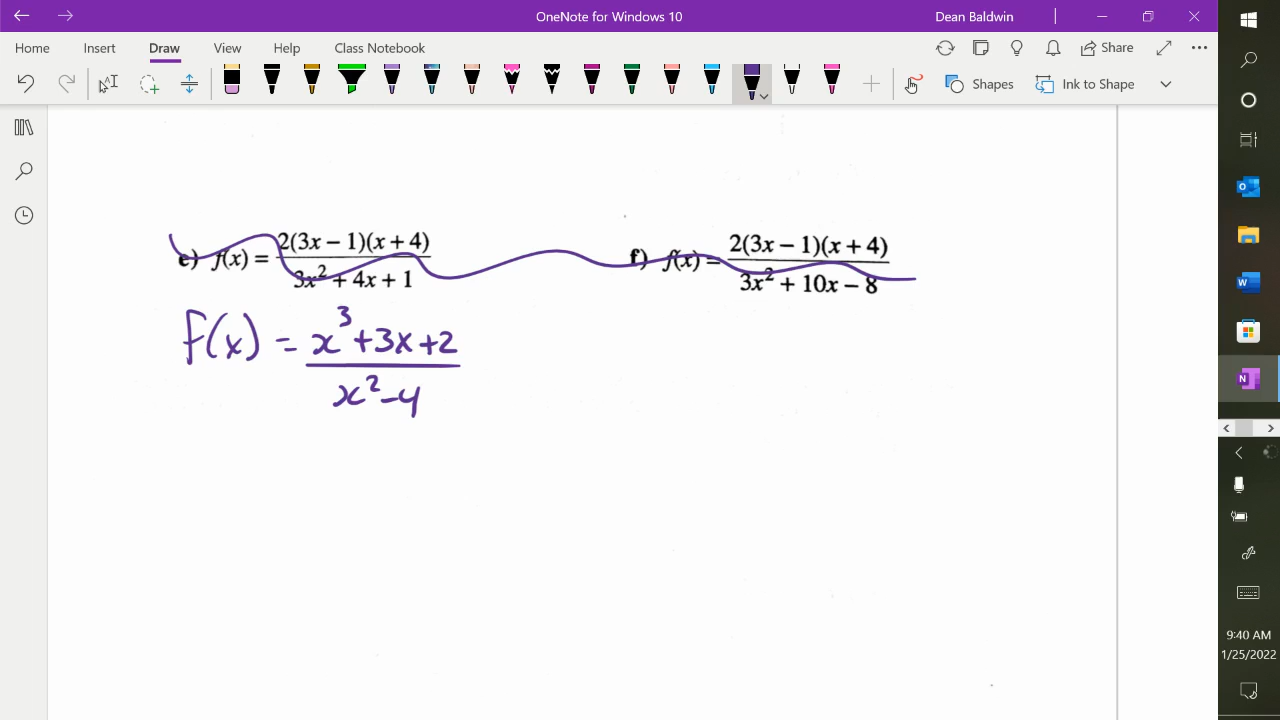 OneNote for Windows 10
Dean Baldwin
Home Insert Draw View Help Class Notebook
Share
Shapes
Ink to Shape
e) f(x) = 2(3x − 1)(x + 4) / 3x² + 4x + 1
f) f(x) = 2(3x − 1)(x + 4) / 3x² + 10x − 8
f(x) = x³+3x+2 / x²-4
9:40 AM
1/25/2022